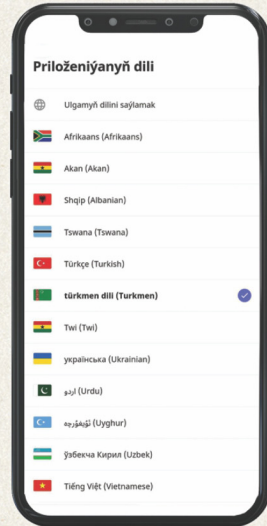 Priloženiýanyň dili
Ulgamyň dilini saýlamak
Afrikaans (Afrikaans)
Akan (Akan)
Shqip (Albanian)
Tswana (Tswana)
Türkçe (Turkish)
türkmen dili (Turkmen)
Twi (Twi)
українська (Ukrainian)
اردو (Urdu)
ئۇيغۇرچە (Uyghur)
ўзбекча Кирил (Uzbek)
Tiếng Việt (Vietnamese)